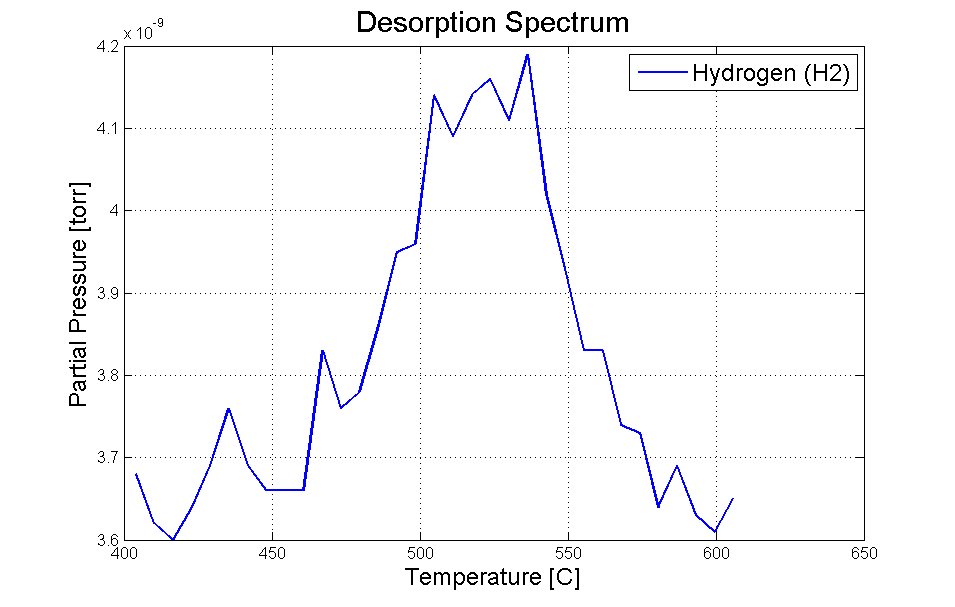 Desorption Spectrum
x 10^-9
Hydrogen (H2)
4.2
4.1
4
3.9
3.8
3.7
3.6
Partial Pressure [torr]
400 450 500 550 600 650
Temperature [C]